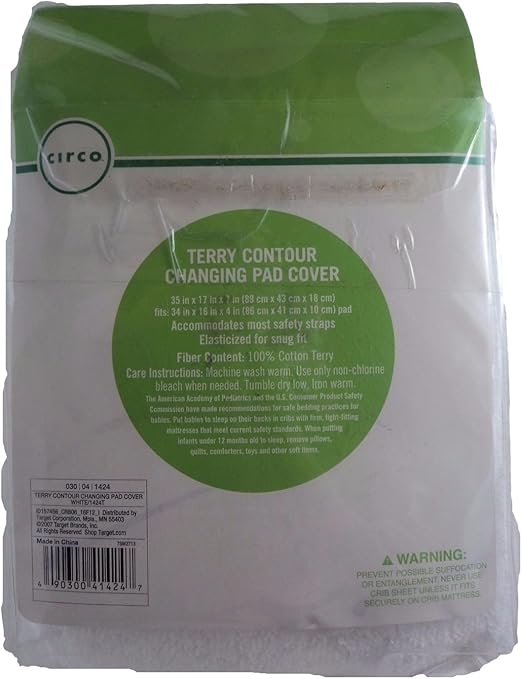 circo
TERRY CONTOUR
CHANGING PAD COVER
35 in x 17 in x 7 in (89 cm x 43 cm x 18 cm)
fits: 34 in x 16 in x 4 in (86 cm x 41 cm x 10 cm) pad
Accommodates most safety straps
Elasticized for snug fit
Fiber Content: 100% Cotton Terry
Care Instructions: Machine wash warm. Use only non-chlorine
bleach when needed. Tumble dry low, Iron warm.
The American Academy of Pediatrics and the U.S. Consumer Product Safety
Commission have made recommendations for safe bedding practices for
babies. Put babies to sleep on their backs in cribs with firm, tight-fitting
mattresses that meet current safety standards. When putting
infants under 12 months old to sleep, remove pillows,
quilts, comforters, toys and other soft items.
030 | 04 | 1424
TERRY CONTOUR CHANGING PAD COVER
WHITE/1424T
Distributed by
Target Corporation, Mpls., MN 55403
©2007 Target Brands, Inc.
All Rights Reserved Shop Target.com
Made in China
4 90300 41424 7
WARNING:
PREVENT POSSIBLE SUFFOCATION
OR ENTANGLEMENT. NEVER USE
CRIB SHEET UNLESS IT FITS
SECURELY ON CRIB MATTRESS.